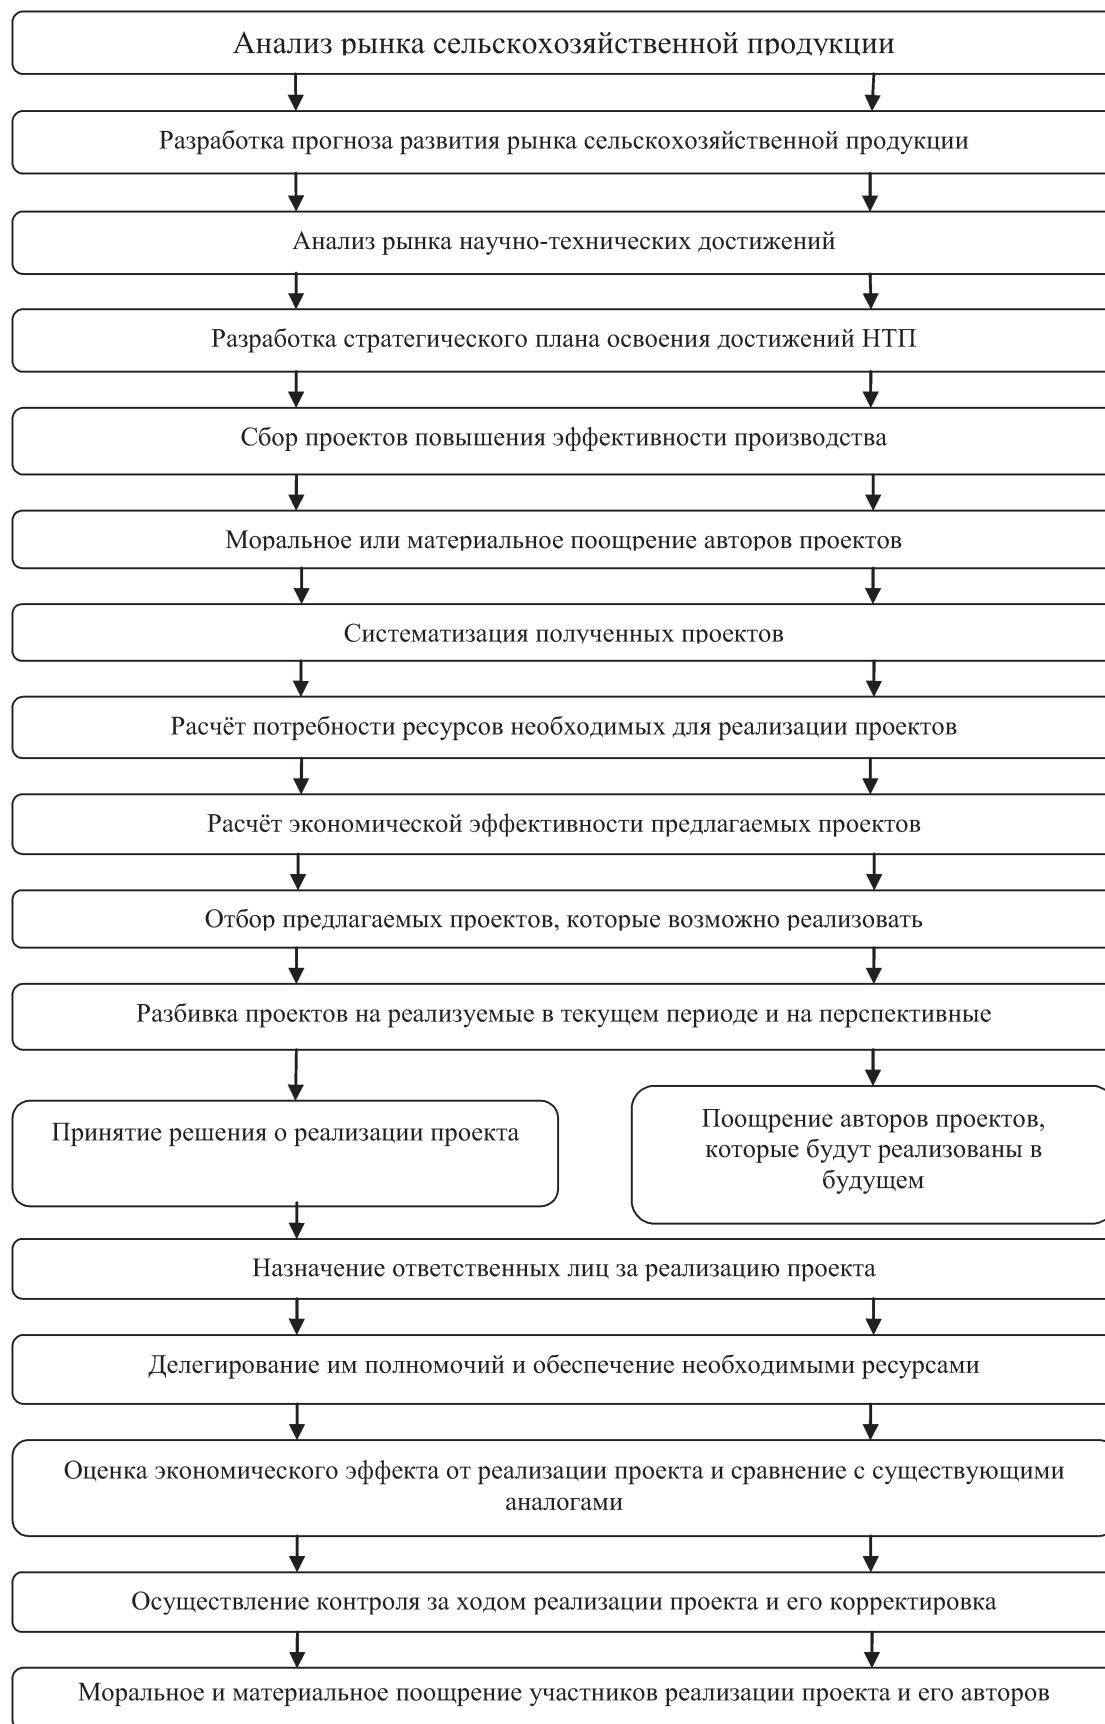 Анализ рынка сельскохозяйственной продукции
Разработка прогноза развития рынка сельскохозяйственной продукции
Анализ рынка научно-технических достижений
Разработка стратегического плана освоения достижений НТП
Сбор проектов повышения эффективности производства
Моральное или материальное поощрение авторов проектов
Систематизация полученных проектов
Расчёт потребности ресурсов необходимых для реализации проектов
Расчёт экономической эффективности предлагаемых проектов
Отбор предлагаемых проектов, которые возможно реализовать
Разбивка проектов на реализуемые в текущем периоде и на перспективные
Принятие решения о реализации проекта
Поощрение авторов проектов,
которые будут реализованы в
будущем
Назначение ответственных лиц за реализацию проекта
Делегирование им полномочий и обеспечение необходимыми ресурсами
Оценка экономического эффекта от реализации проекта и сравнение с существующими
аналогами
Осуществление контроля за ходом реализации проекта и его корректировка
Моральное и материальное поощрение участников реализации проекта и его авторов